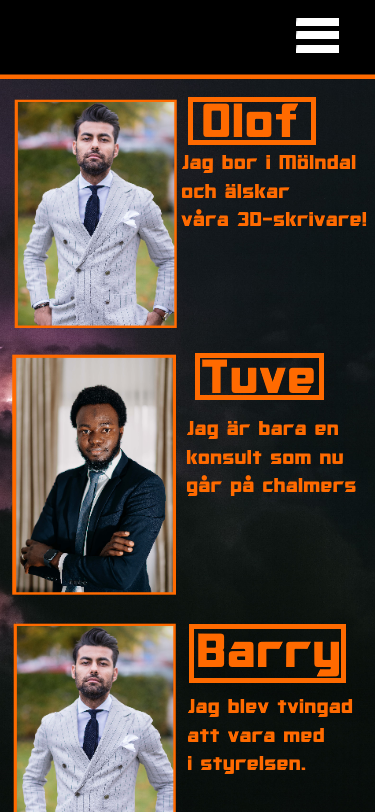 Olof
Jag bor i Mölndal
och älskar
våra 3D-skrivare!
Tuve
Jag är bara en
konsult som nu
går på chalmers
Barry
Jag blev tvingad
att vara med
i styrelsen.